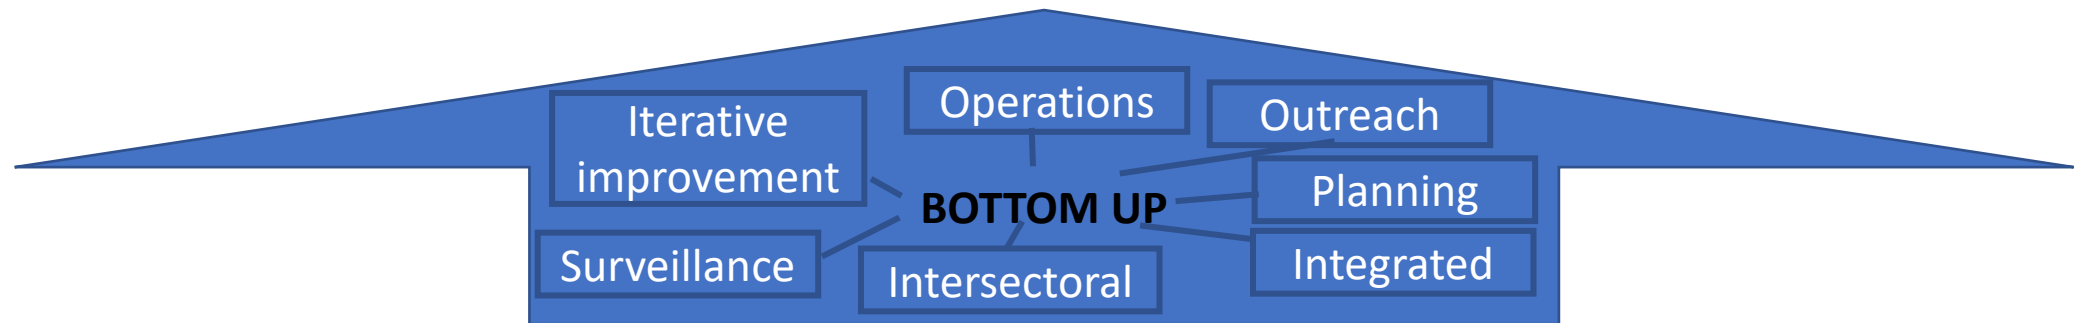 Operations
Outreach
Iterative
improvement
Planning
BOTTOM UP
Surveillance
Intersectoral
Integrated